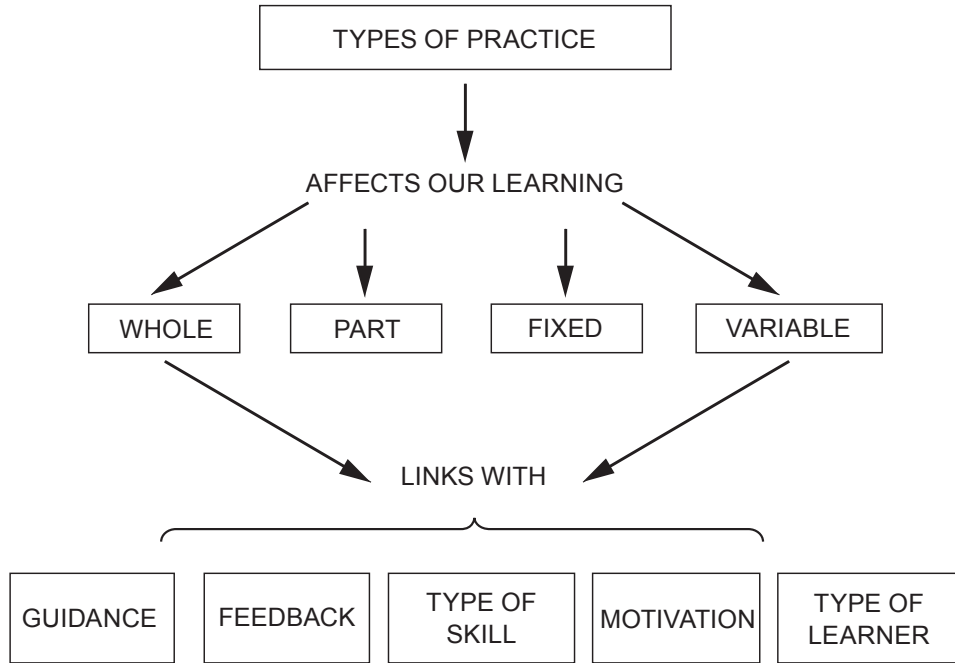 TYPES OF PRACTICE
AFFECTS OUR LEARNING
WHOLE
PART
FIXED
VARIABLE
LINKS WITH
GUIDANCE
FEEDBACK
TYPE OF
SKILL
MOTIVATION
TYPE OF
LEARNER